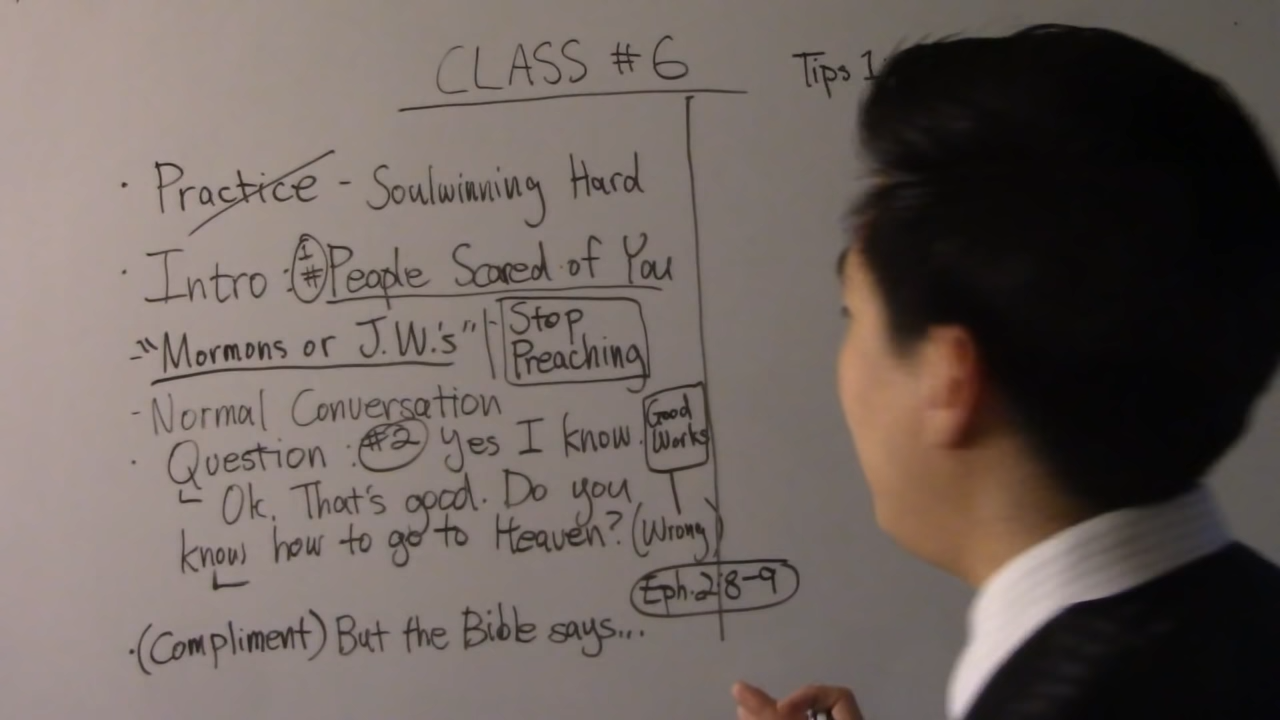 CLASS #6
Tips 1
· Practice - Soulwinning Hard
· Intro : #1 People Scared of You
- "Mormons or J.W.'s" - Stop Preaching
- Normal Conversation
· Question : #2 Yes I know. Good Works
Ok. That's good. Do you
know how to go to Heaven? (Wrong)
Eph. 2:8-9
· (Compliment) But the Bible says...